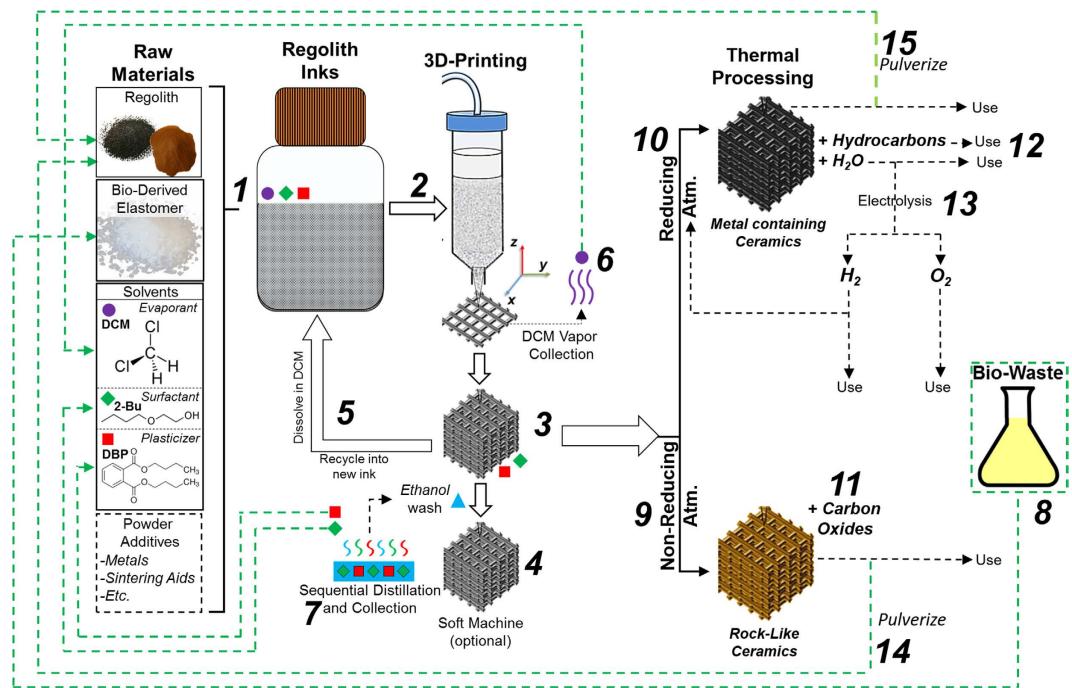 Raw
Materials
Regolith
Bio-Derived
Elastomer
Solvents
Evaporant
DCM
Cl
Cl
C
H
H
Surfactant
2-Bu
O
OH
Plasticizer
DBP
O
O
CH3
O
CH3
O
Powder
Additives
-Metals
-Sintering Aids
-Etc.
1
Regolith
Inks
2
3D-Printing
z
y
x
6
DCM Vapor
Collection
3
5
Dissolve in DCM
Recycle into
new ink
Ethanol
wash
4
Soft Machine
(optional)
7
Sequential Distillation
and Collection
Thermal
Processing
10
Reducing
Atm.
Metal containing
Ceramics
+ Hydrocarbons
+ H2O
15
Pulverize
Use
Use
12
Use
Electrolysis
13
H2
O2
Use
Use
9
Non-Reducing
Atm.
11
+ Carbon
Oxides
Rock-Like
Ceramics
Use
Pulverize
14
Bio-Waste
8